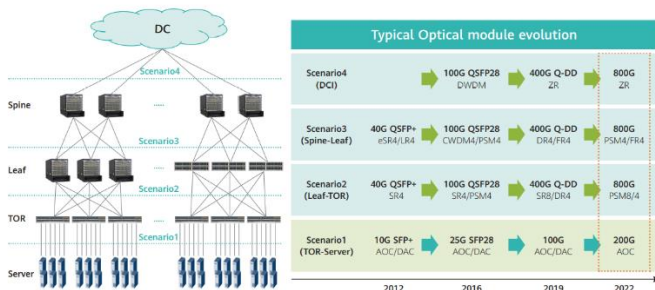 DC
Scenario4
Spine
.....
Scenario3
Leaf
.....
Scenario2
TOR
.....
Scenario1
Server
.....
Typical Optical module evolution
Scenario4
(DCI)
100G QSFP28
DWDM
400G Q-DD
ZR
800G
ZR
Scenario3
(Spine-Leaf)
40G QSFP+
eSR4/LR4
100G QSFP28
CWDM4/PSM4
400G Q-DD
DR4/FR4
800G
PSM4/FR4
Scenario2
(Leaf-TOR)
40G QSFP+
SR4
100G QSFP28
SR4/PSM4
400G Q-DD
SR8/DR4
800G
PSM8/4
Scenario1
(TOR-Server)
10G SFP+
AOC/DAC
25G SFP28
AOC/DAC
100G
AOC/DAC
200G
AOC
2012
2016
2019
2022